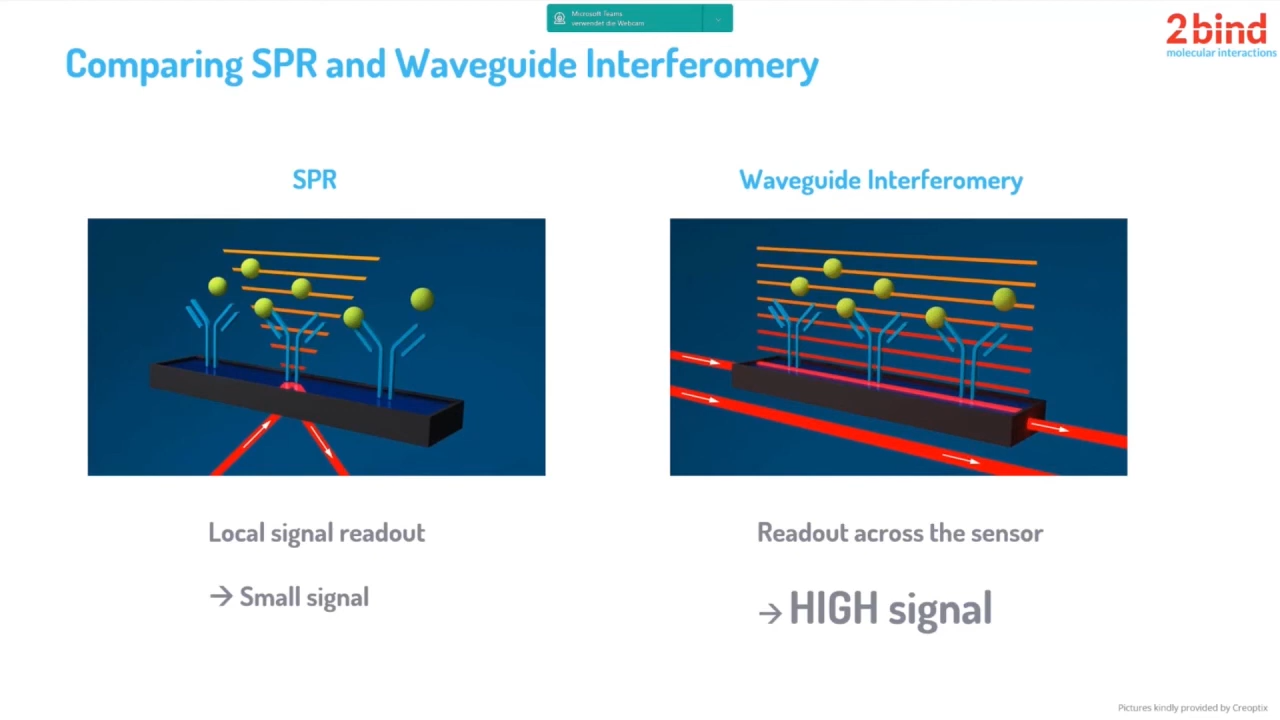 Microsoft Teams
verwendet die Webcam
2bind
molecular interactions
Comparing SPR and Waveguide Interferomery
SPR
Waveguide Interferomery
Local signal readout
→ Small signal
Readout across the sensor
→ HIGH signal
Pictures kindly provided by Creoptix